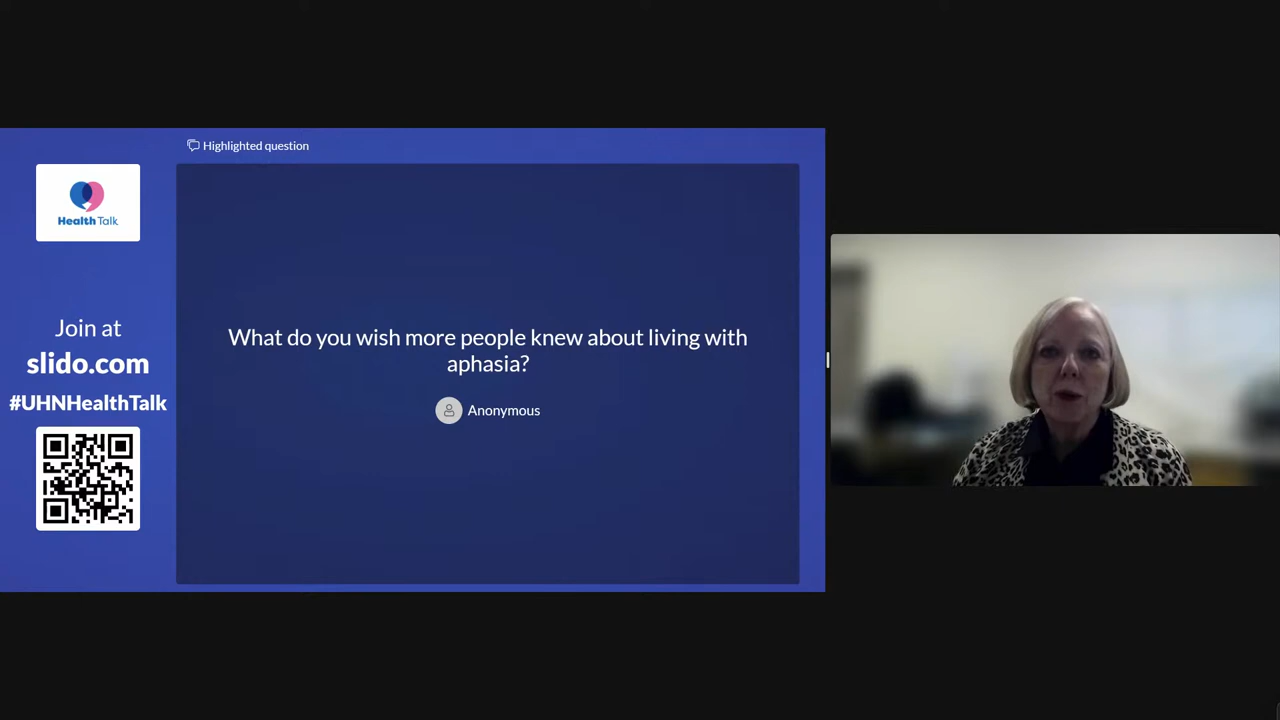 Highlighted question
Health Talk
Join at
slido.com
#UHNHealthTalk
What do you wish more people knew about living with
aphasia?
Anonymous